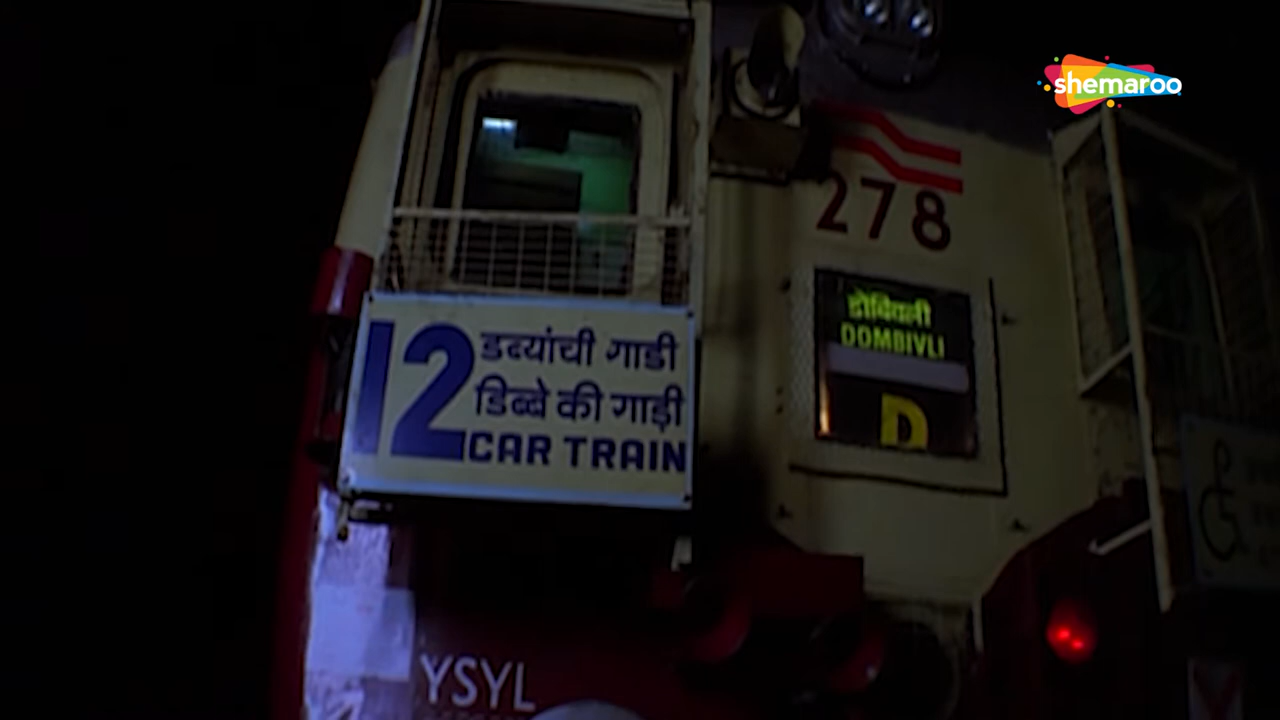 shemaroo
278
डोंबिवली
DOMBIVLI
D
12
डब्यांची गाडी
डिब्बे की गाड़ी
CAR TRAIN
YSYL